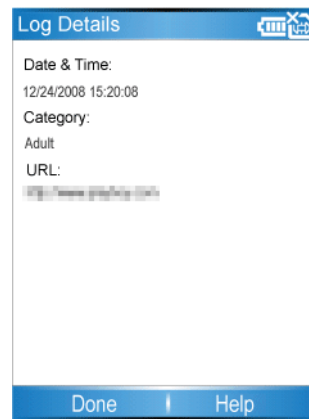 Log Details
Date & Time:
12/24/2008 15:20:08
Category:
Adult
URL:
Done
Help